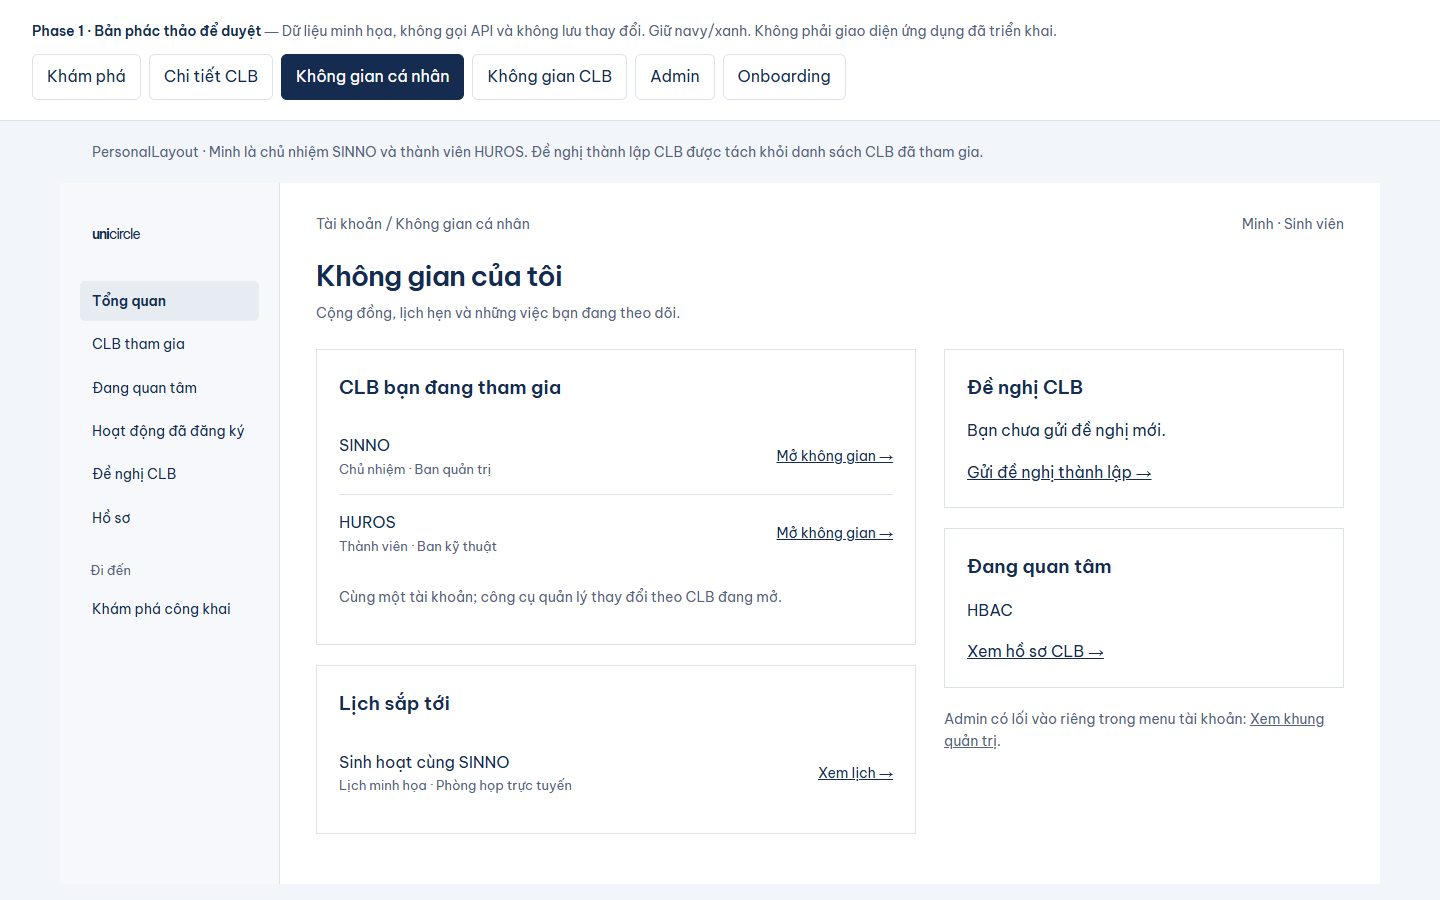 Phase 1 · Bản phác thảo để duyệt — Dữ liệu minh họa, không gọi API và không lưu thay đổi. Giữ navy/xanh. Không phải giao diện ứng dụng đã triển khai.
Khám phá
Chi tiết CLB
Không gian cá nhân
Không gian CLB
Admin
Onboarding
PersonalLayout · Minh là chủ nhiệm SINNO và thành viên HUROS. Đề nghị thành lập CLB được tách khỏi danh sách CLB đã tham gia.
unicircle
Tổng quan
CLB tham gia
Đang quan tâm
Hoạt động đã đăng ký
Đề nghị CLB
Hồ sơ
Đi đến
Khám phá công khai
Tài khoản / Không gian cá nhân
Minh · Sinh viên
Không gian của tôi
Cộng đồng, lịch hẹn và những việc bạn đang theo dõi.
CLB bạn đang tham gia
SINNO
Chủ nhiệm · Ban quản trị
Mở không gian →
HUROS
Thành viên · Ban kỹ thuật
Mở không gian →
Cùng một tài khoản; công cụ quản lý thay đổi theo CLB đang mở.
Lịch sắp tới
Sinh hoạt cùng SINNO
Lịch minh họa · Phòng họp trực tuyến
Xem lịch →
Đề nghị CLB
Bạn chưa gửi đề nghị mới.
Gửi đề nghị thành lập →
Đang quan tâm
HBAC
Xem hồ sơ CLB →
Admin có lối vào riêng trong menu tài khoản: Xem khung
quản trị.